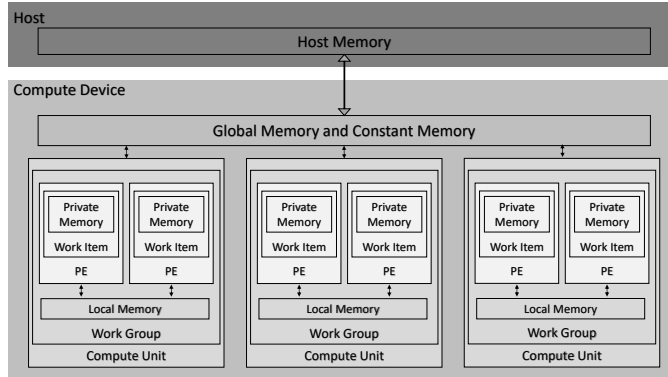 Host
Host Memory
Compute Device
Global Memory and Constant Memory
Private Memory
Work Item
PE
Private Memory
Work Item
PE
Local Memory
Work Group
Compute Unit
Private Memory
Work Item
PE
Private Memory
Work Item
PE
Local Memory
Work Group
Compute Unit
Private Memory
Work Item
PE
Private Memory
Work Item
PE
Local Memory
Work Group
Compute Unit